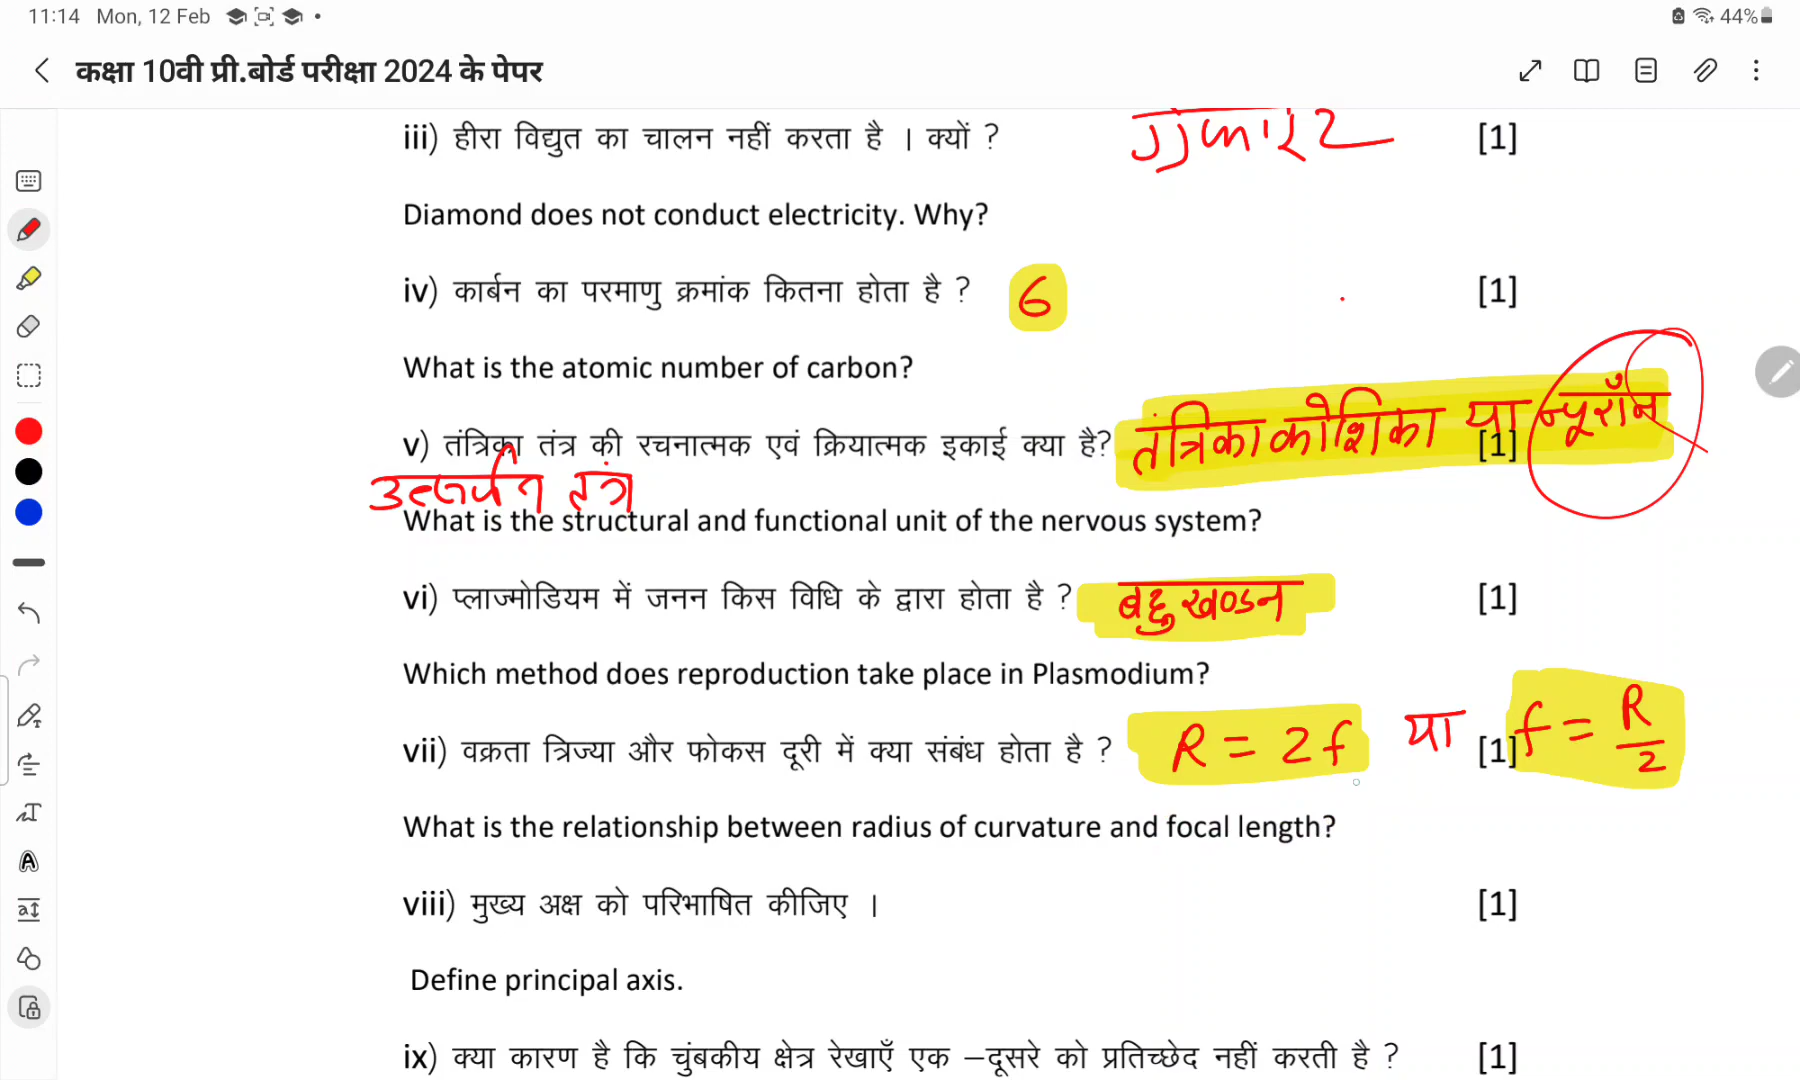 11:14 Mon, 12 Feb 44%
कक्षा 10वी प्री.बोर्ड परीक्षा 2024 के पेपर
iii) हीरा विद्युत का चालन नहीं करता है । क्यों ? [1]
Diamond does not conduct electricity. Why?
iv) कार्बन का परमाणु क्रमांक कितना होता है ? 6 [1]
What is the atomic number of carbon?
v) तंत्रिका तंत्र की रचनात्मक एवं क्रियात्मक इकाई क्या है? तंत्रिका कोशिका या न्यूरॉन [1]
तंत्र
What is the structural and functional unit of the nervous system?
vi) प्लाज्मोडियम में जनन किस विधि के द्वारा होता है ? बहुखण्डन [1]
Which method does reproduction take place in Plasmodium?
vii) वक्रता त्रिज्या और फोकस दूरी में क्या संबंध होता है ? R = 2f या [1] f = R/2
What is the relationship between radius of curvature and focal length?
viii) मुख्य अक्ष को परिभाषित कीजिए । [1]
Define principal axis.
ix) क्या कारण है कि चुंबकीय क्षेत्र रेखाएँ एक –दूसरे को प्रतिच्छेद नहीं करती है ? [1]